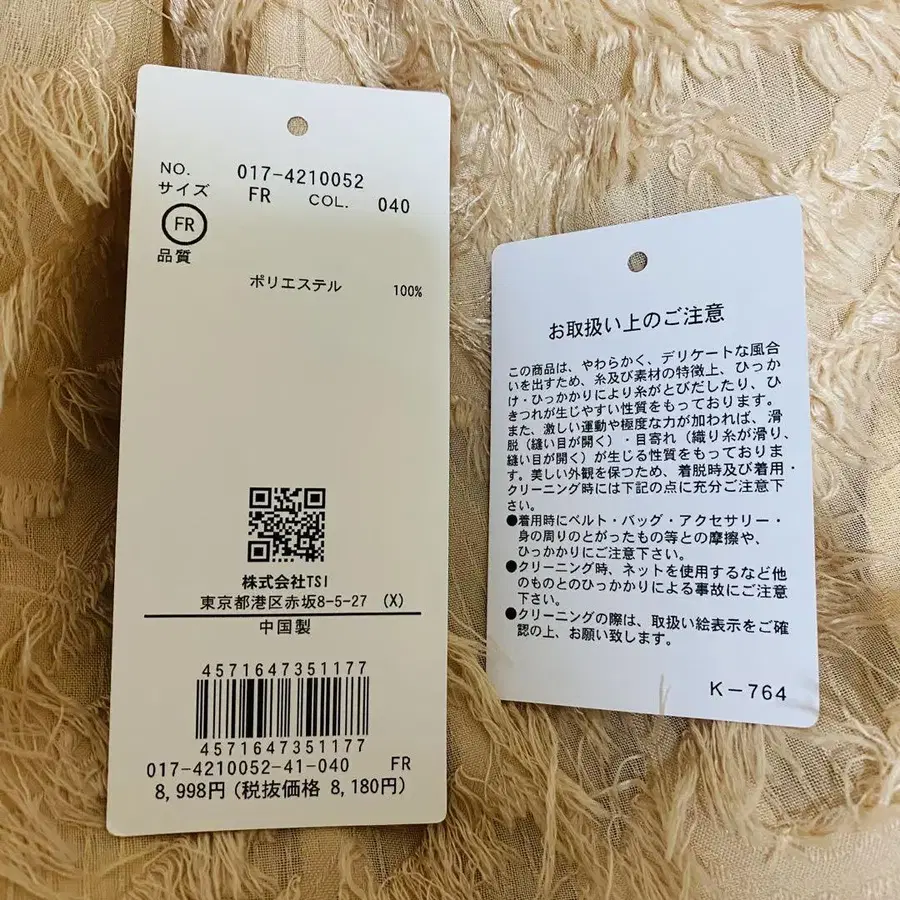 NO. 017-4210052
サイズ FR COL. 040
FR
品質
ポリエステル 100%
株式会社TSI
東京都港区赤坂8-5-27 (X)
中国製
4571647351177
4571647351177
017-4210052-41-040 FR
8,998円(税抜価格 8,180円)
お取扱い上のご注意
この商品は、やわらかく、デリケートな風合
いを出すため、糸及び素材の特徴上、ひっか
け・ひっかかりにより糸がとびだしたり、ひ
きつれが生じやすい性質をもっております。
また、激しい運動や極度な力が加われば、滑
脱(縫い目が開く)・目寄れ(織り糸が滑り、
縫い目が開く)が生じる性質をもっておりま
す。美しい外観を保つため、着脱時及び着用・
クリーニング時には下記の点に充分ご注意下
さい。
●着用時にベルト・バッグ・アクセサリー・
身の周りのとがったもの等との摩擦や、
ひっかかりにご注意下さい。
●クリーニング時、ネットを使用するなど他
のものとのひっかかりによる事故にご注意
下さい。
●クリーニングの際は、取扱い絵表示をご確
認の上、お願い致します。
K-764